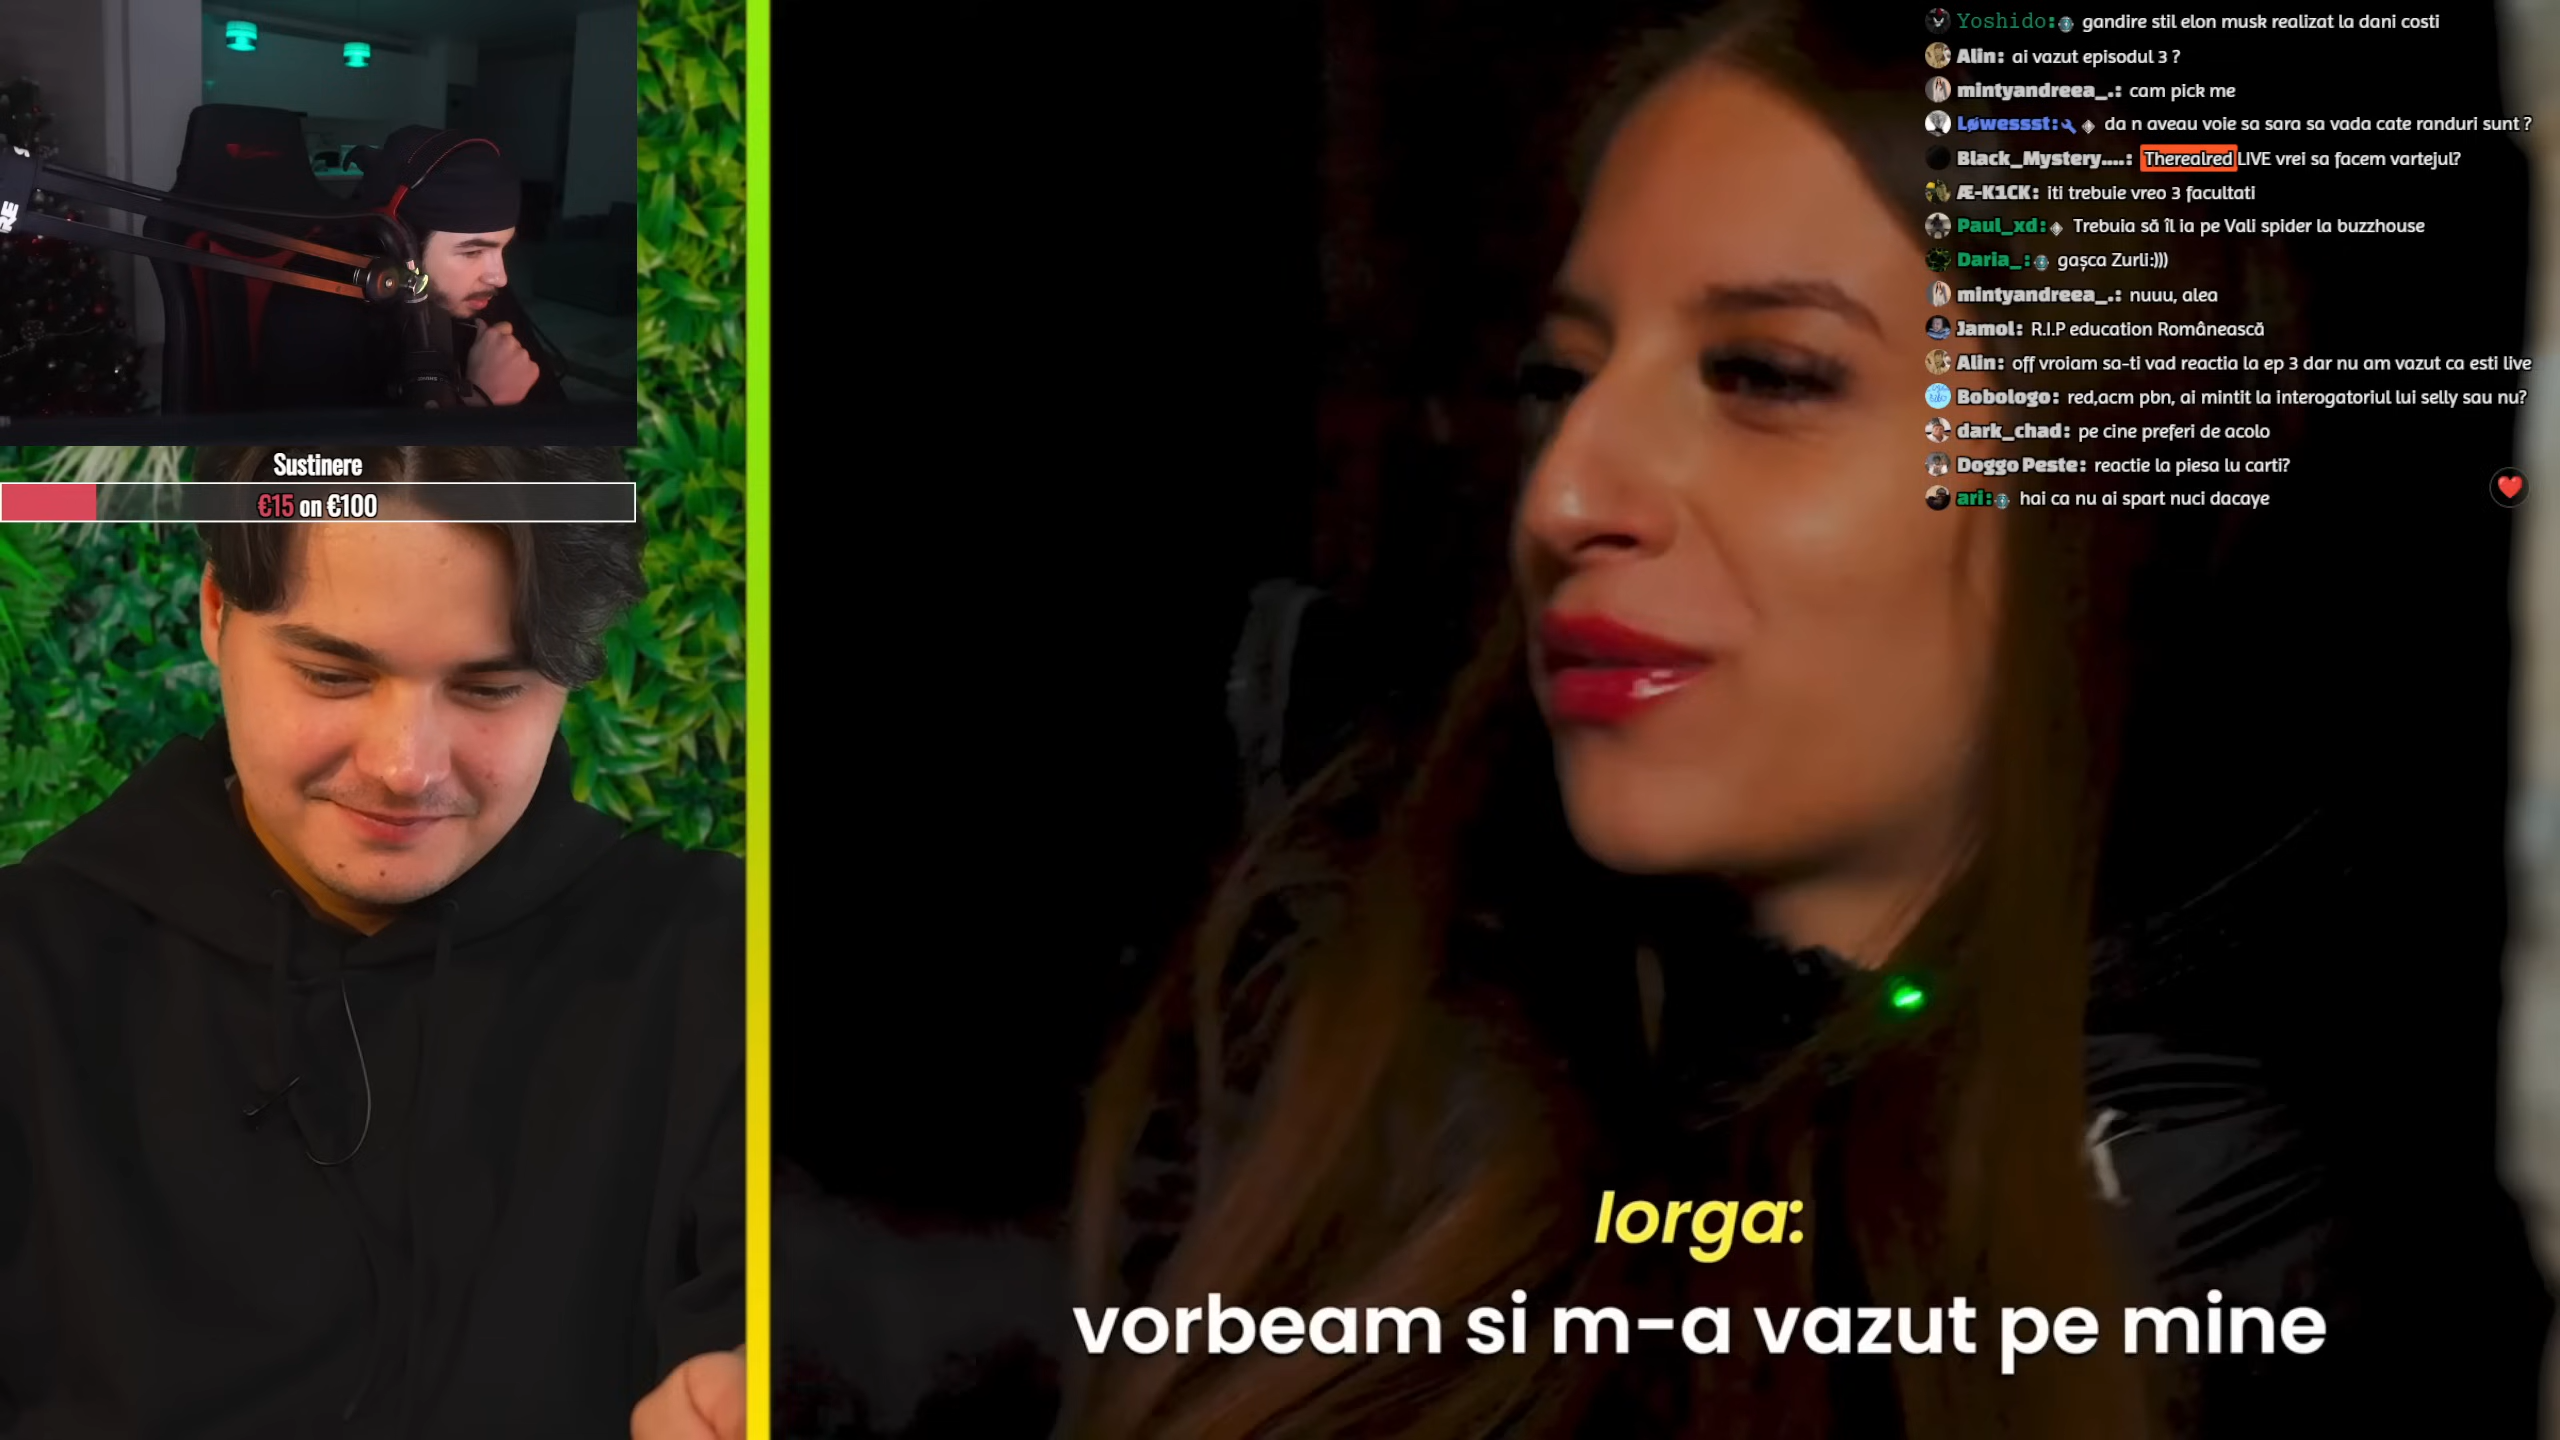 Sustinere
€15 on €100
Yoshido: gandire stil elon musk realizat la dani costi
Alin: ai vazut episodul 3 ?
mintyandreea_.: cam pick me
Løwessst: da n aveau voie sa sara sa vada cate randuri sunt ?
Black_Mystery....: Therealred LIVE vrei sa facem vartejul?
Æ-K1CK: iti trebuie vreo 3 facultati
Paul_xd: Trebuia să îl ia pe Vali spider la buzzhouse
Daria_: gașca Zurli:)))
mintyandreea_.: nuuu, alea
Jamol: R.I.P education Românească
Alin: off vroiam sa-ti vad reactia la ep 3 dar nu am vazut ca esti live
Bobologo: red,acm pbn, ai mintit la interogatoriul lui selly sau nu?
dark_chad: pe cine preferi de acolo
Doggo Peste: reactie la piesa lu carti?
ari: hai ca nu ai spart nuci dacaye
Iorga:
vorbeam si m-a vazut pe mine